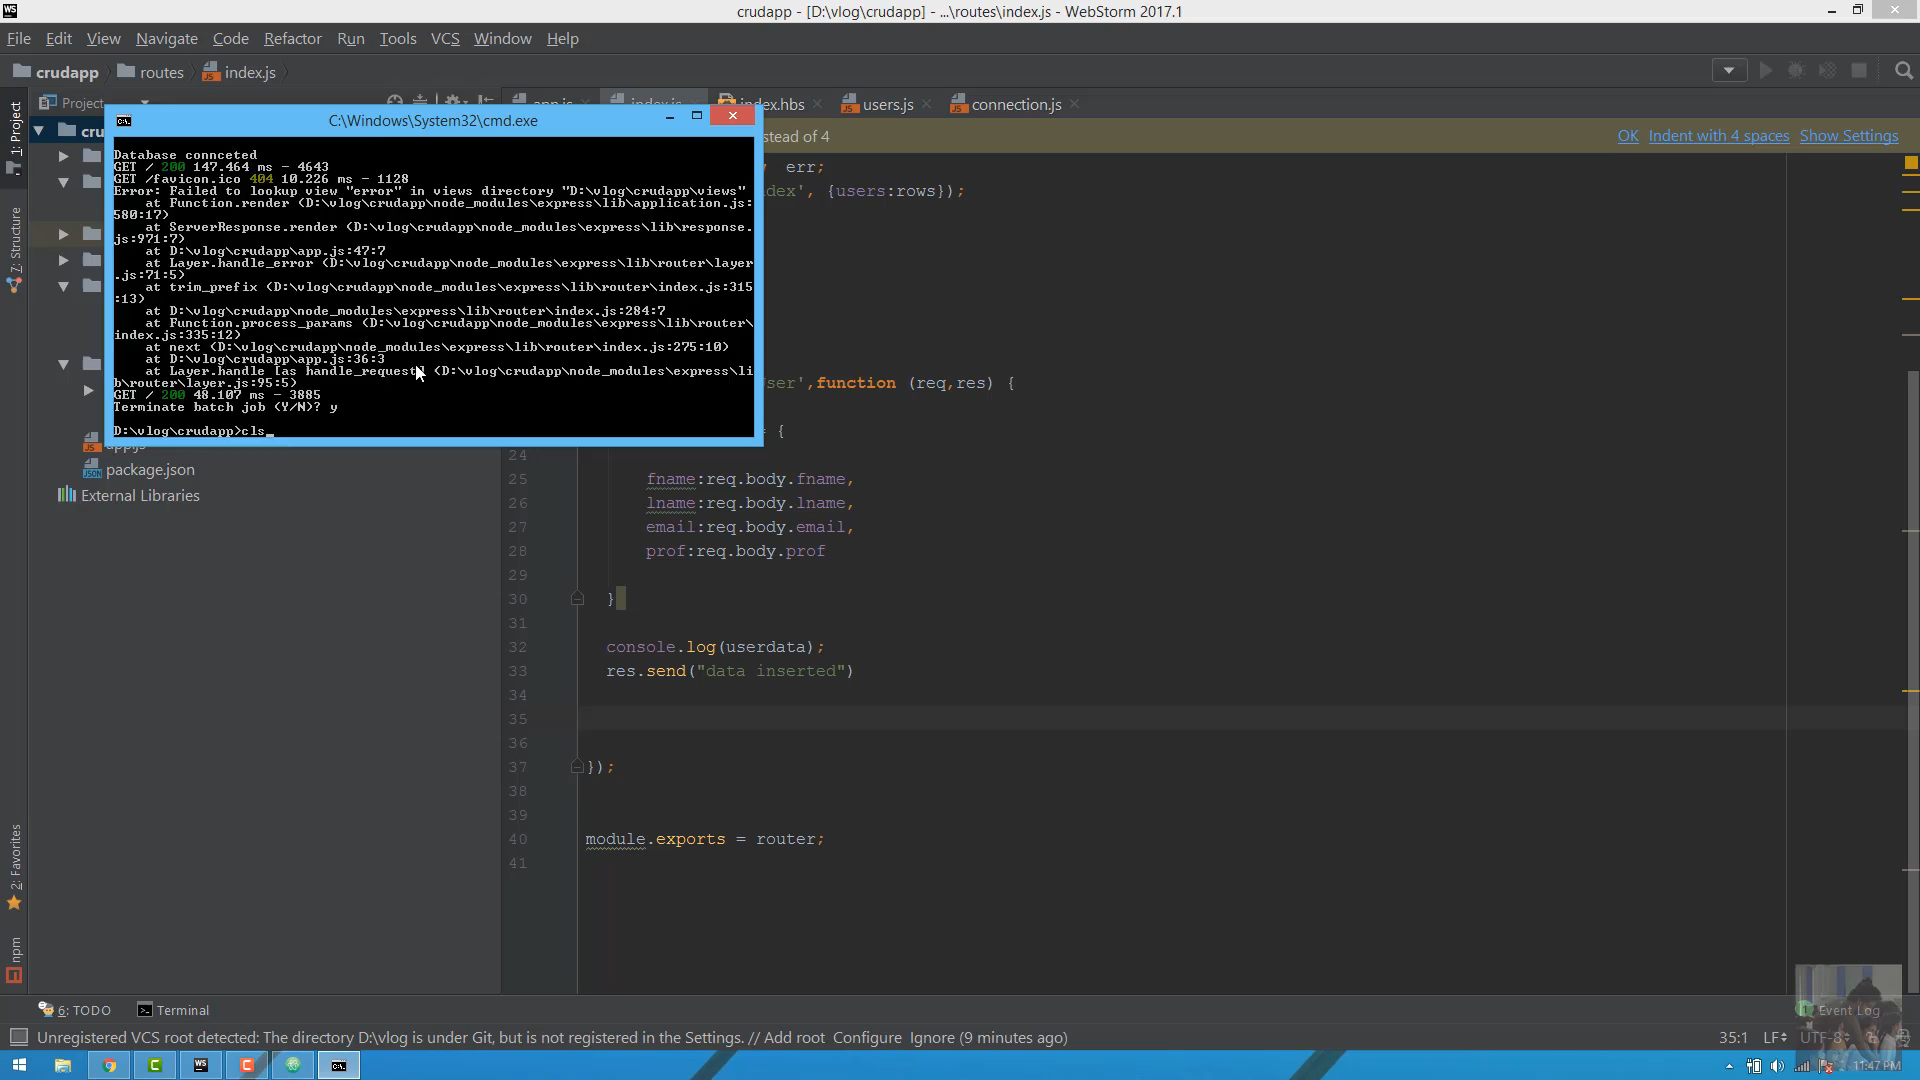 crudapp - [D:\vlog\crudapp] - ...\routes\index.js - WebStorm 2017.1
File Edit View Navigate Code Refactor Run Tools VCS Window Help
crudapp routes index.js
Project
index.hbs users.js connection.js
C:\Windows\System32\cmd.exe
stead of 4
OK Indent with 4 spaces Show Settings
Database connceted
GET / 200 147.464 ms - 4643
GET /favicon.ico 404 10.226 ms - 1128
Error: Failed to lookup view "error" in views directory "D:\vlog\crudapp\views"
at Function.render (D:\vlog\crudapp\node_modules\express\lib\application.js:
580:17)
at ServerResponse.render (D:\vlog\crudapp\node_modules\express\lib\response.
js:971:7)
at D:\vlog\crudapp\app.js:47:7
at Layer.handle_error (D:\vlog\crudapp\node_modules\express\lib\router\layer
.js:71:5)
at trim_prefix (D:\vlog\crudapp\node_modules\express\lib\router\index.js:315
:13)
at D:\vlog\crudapp\node_modules\express\lib\router\index.js:284:7
at Function.process_params (D:\vlog\crudapp\node_modules\express\lib\router\
index.js:335:12)
at next (D:\vlog\crudapp\node_modules\express\lib\router\index.js:275:10)
at D:\vlog\crudapp\app.js:36:3
at Layer.handle [as handle_request] (D:\vlog\crudapp\node_modules\express\li
b\router\layer.js:95:5)
GET / 200 48.107 ms - 3885
Terminate batch job (Y/N)? y
D:\vlog\crudapp>cls_
err;
dex', {users:rows});
ser',function (req,res) {
= {
24
25 fname:req.body.fname,
26 lname:req.body.lname,
27 email:req.body.email,
28 prof:req.body.prof
29
30 }
31
32 console.log(userdata);
33 res.send("data inserted")
34
35
36
37 });
38
39
40 module.exports = router;
41
cru
package.json
External Libraries
1: Project
7: Structure
2: Favorites
npm
6: TODO Terminal
Event Log
Unregistered VCS root detected: The directory D:\vlog is under Git, but is not registered in the Settings. // Add root Configure Ignore (9 minutes ago)
35:1 LF UTF-8
11:47 PM